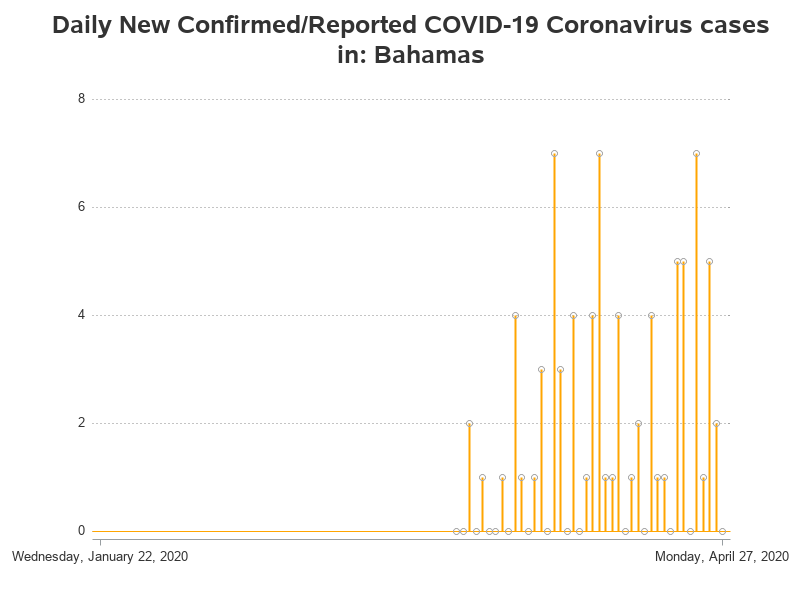 Daily New Confirmed/Reported COVID-19 Coronavirus cases
in: Bahamas
8
6
4
2
0
Wednesday, January 22, 2020 Monday, April 27, 2020